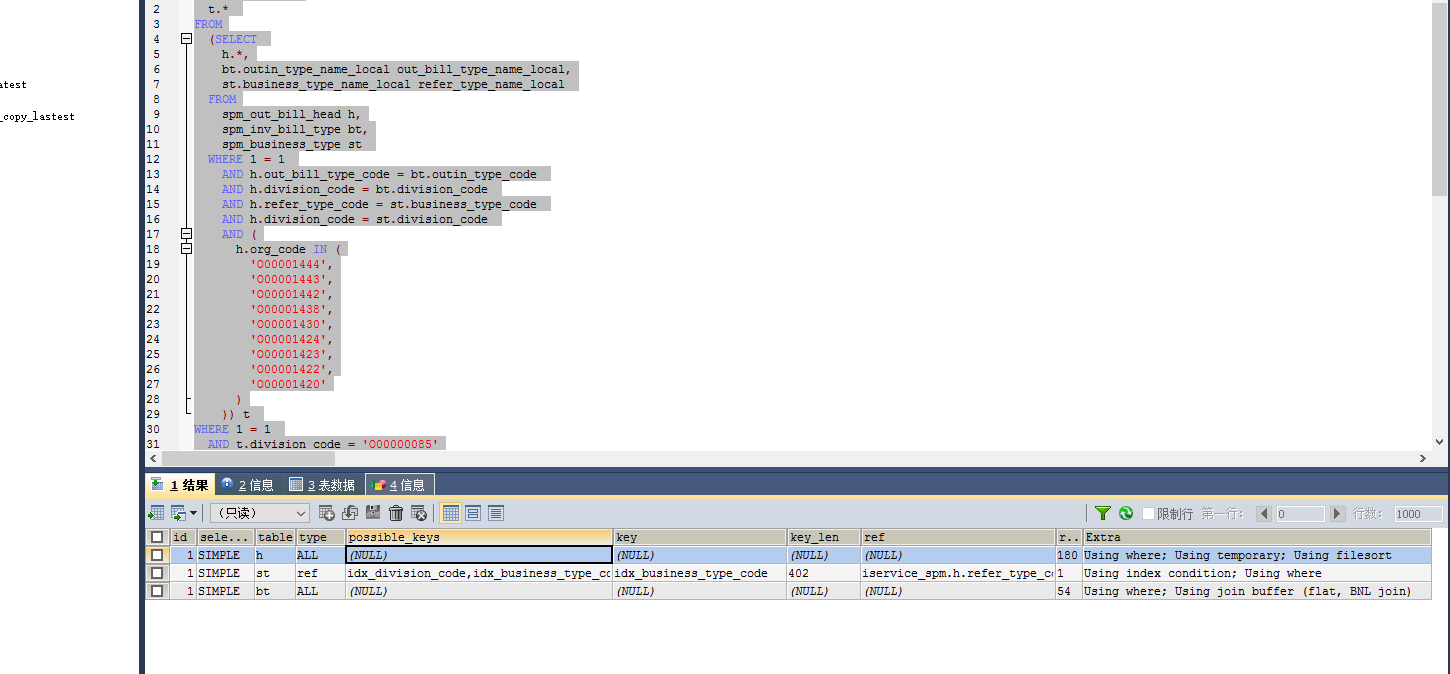 atest
_copy_lastest
2 t.*
3 FROM
4 (SELECT
5 h.*,
6 bt.outin_type_name_local out_bill_type_name_local,
7 st.business_type_name_local refer_type_name_local
8 FROM
9 spm_out_bill_head h,
10 spm_inv_bill_type bt,
11 spm_business_type st
12 WHERE 1 = 1
13 AND h.out_bill_type_code = bt.outin_type_code
14 AND h.division_code = bt.division_code
15 AND h.refer_type_code = st.business_type_code
16 AND h.division_code = st.division_code
17 AND (
18 h.org_code IN (
19 'O00001444',
20 'O00001443',
21 'O00001442',
22 'O00001438',
23 'O00001430',
24 'O00001424',
25 'O00001423',
26 'O00001422',
27 'O00001420'
28 )
29 )) t
30 WHERE 1 = 1
31 AND t.division_code = 'O00000085'
1 结果 2 信息 3 表数据 4 信息
(只读) 限制行 第一行: 0 行数: 1000
id sele... table type possible_keys key key_len ref r.. Extra
1 SIMPLE h ALL (NULL) (NULL) (NULL) (NULL) 180 Using where; Using temporary; Using filesort
1 SIMPLE st ref idx_division_code,idx_business_type_co idx_business_type_code 402 iservice_spm.h.refer_type_co 1 Using index condition; Using where
1 SIMPLE bt ALL (NULL) (NULL) (NULL) (NULL) 54 Using where; Using join buffer (flat, BNL join)